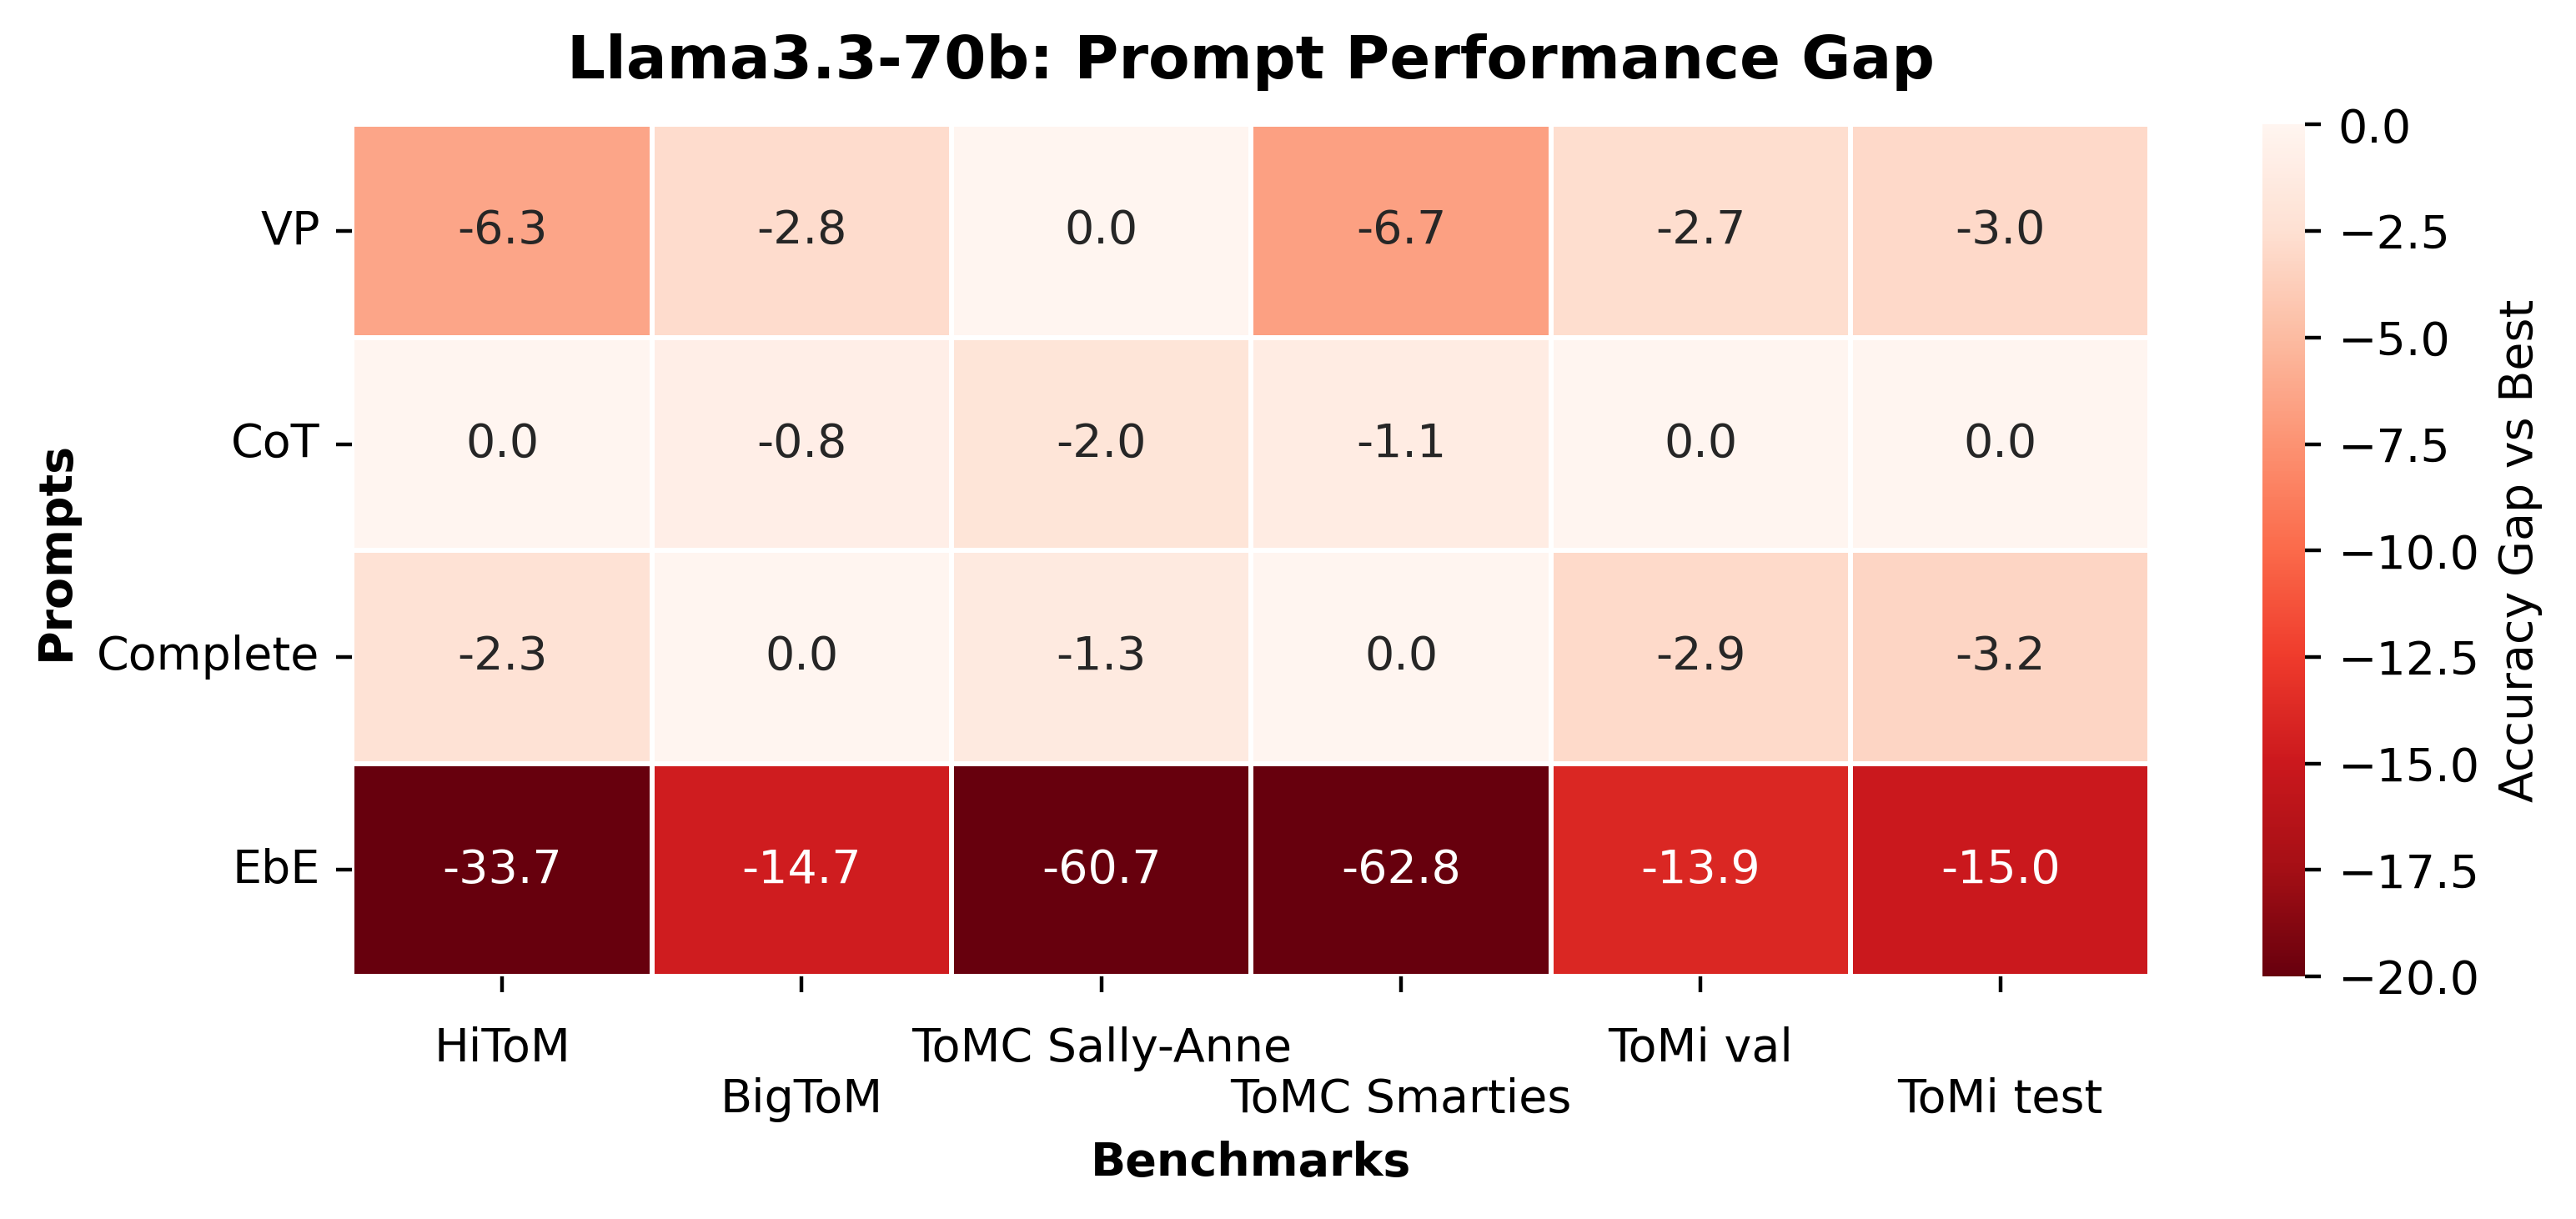 Llama3.3-70b: Prompt Performance Gap
Prompts
VP -6.3 -2.8 0.0 -6.7 -2.7 -3.0
CoT 0.0 -0.8 -2.0 -1.1 0.0 0.0
Complete -2.3 0.0 -1.3 0.0 -2.9 -3.2
EbE -33.7 -14.7 -60.7 -62.8 -13.9 -15.0
HiToM ToMC Sally-Anne ToMi val
BigToM ToMC Smarties ToMi test
Benchmarks
0.0
−2.5
−5.0
−7.5
−10.0
−12.5
−15.0
−17.5
−20.0
Accuracy Gap vs Best